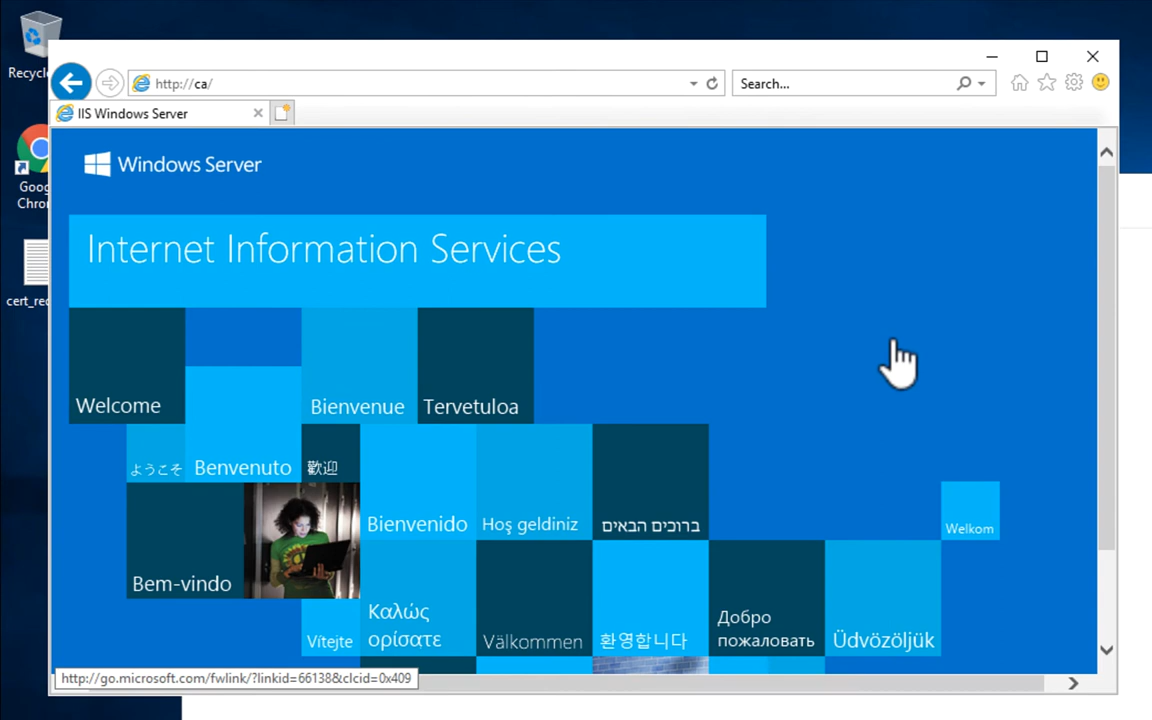 Recycle
http://ca/
Search...
IIS Windows Server
Windows Server
Goog
Chro
Internet Information Services
cert_rec
Welcome
Bienvenue
Tervetuloa
ようこそ
Benvenuto
歡迎
Bienvenido
Hoş geldiniz
ברוכים הבאים
Welkom
Bem-vindo
Vítejte
Καλώς
ορίσατε
Välkommen
환영합니다
Добро
пожаловать
Üdvözöljük
http://go.microsoft.com/fwlink/?linkid=66138&clcid=0x409